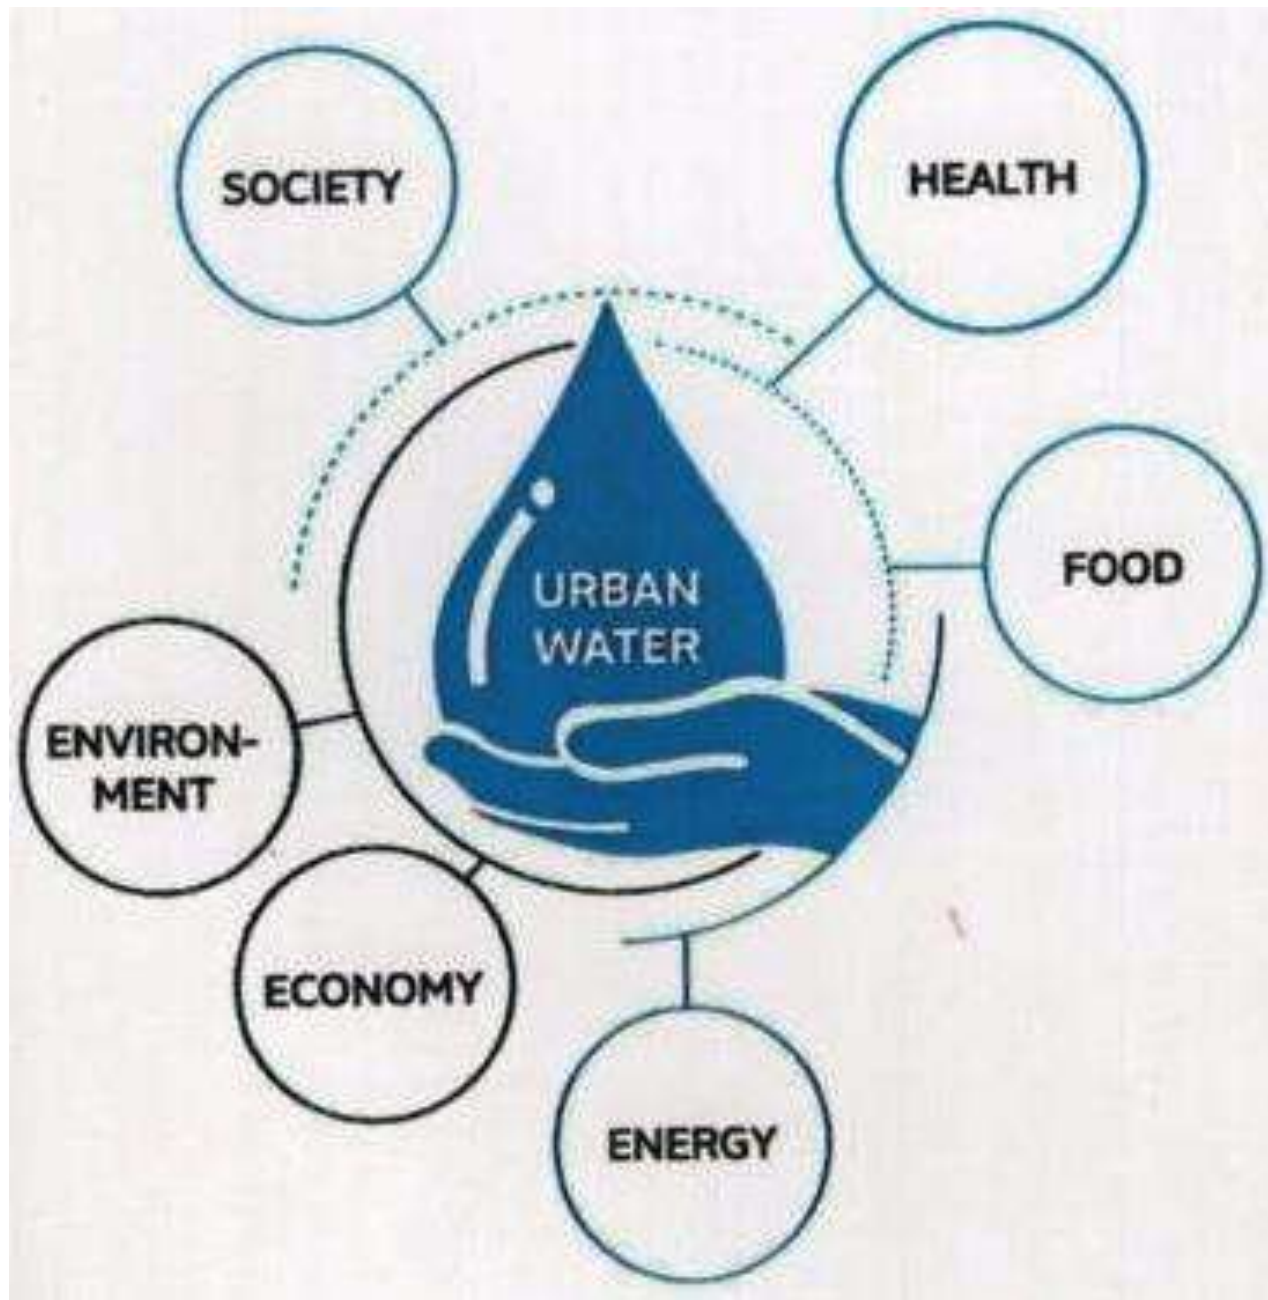 SOCIETY
HEALTH
FOOD
URBAN
WATER
ENVIRON-
MENT
ECONOMY
ENERGY